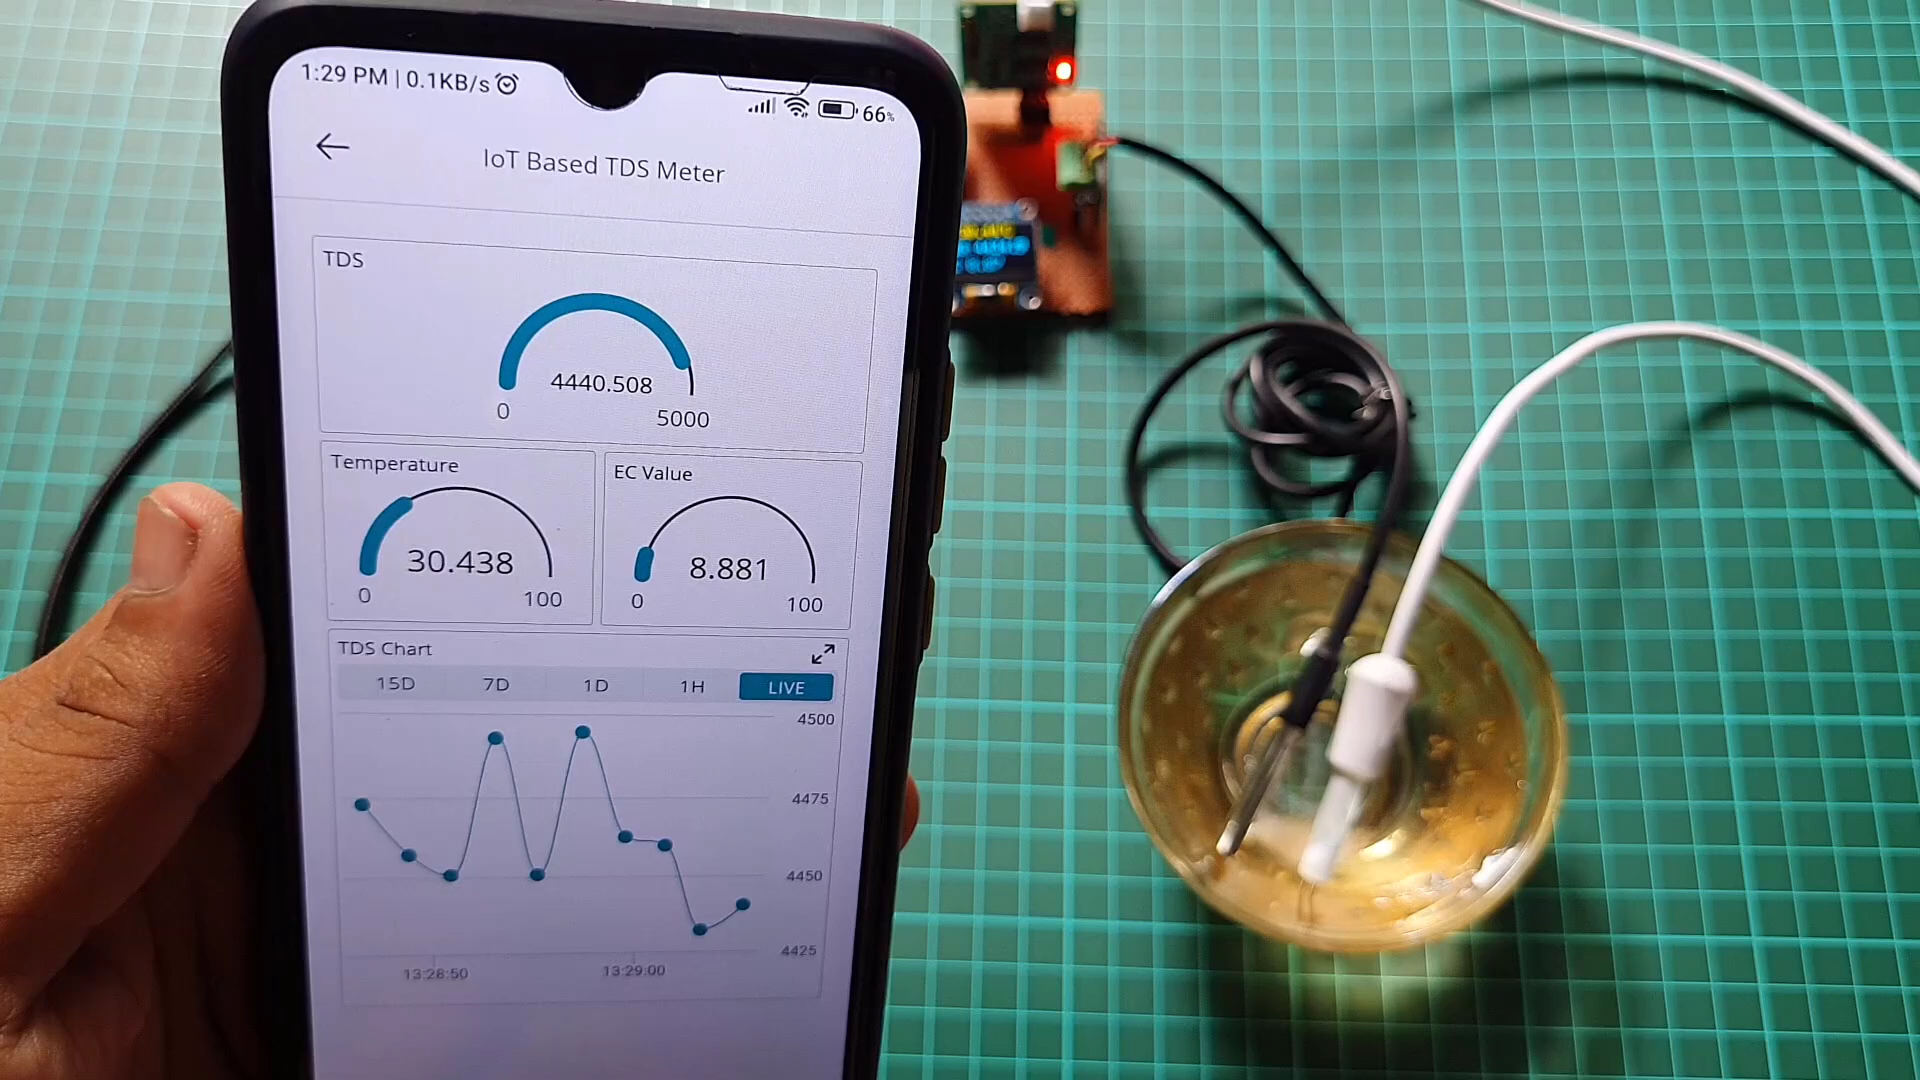 1:29 PM | 0.1KB/s
66%
IoT Based TDS Meter
TDS
4440.508
0
5000
Temperature
30.438
0
100
EC Value
8.881
0
100
TDS Chart
15D
7D
1D
1H
LIVE
4500
4475
4450
4425
13:28:50
13:29:00